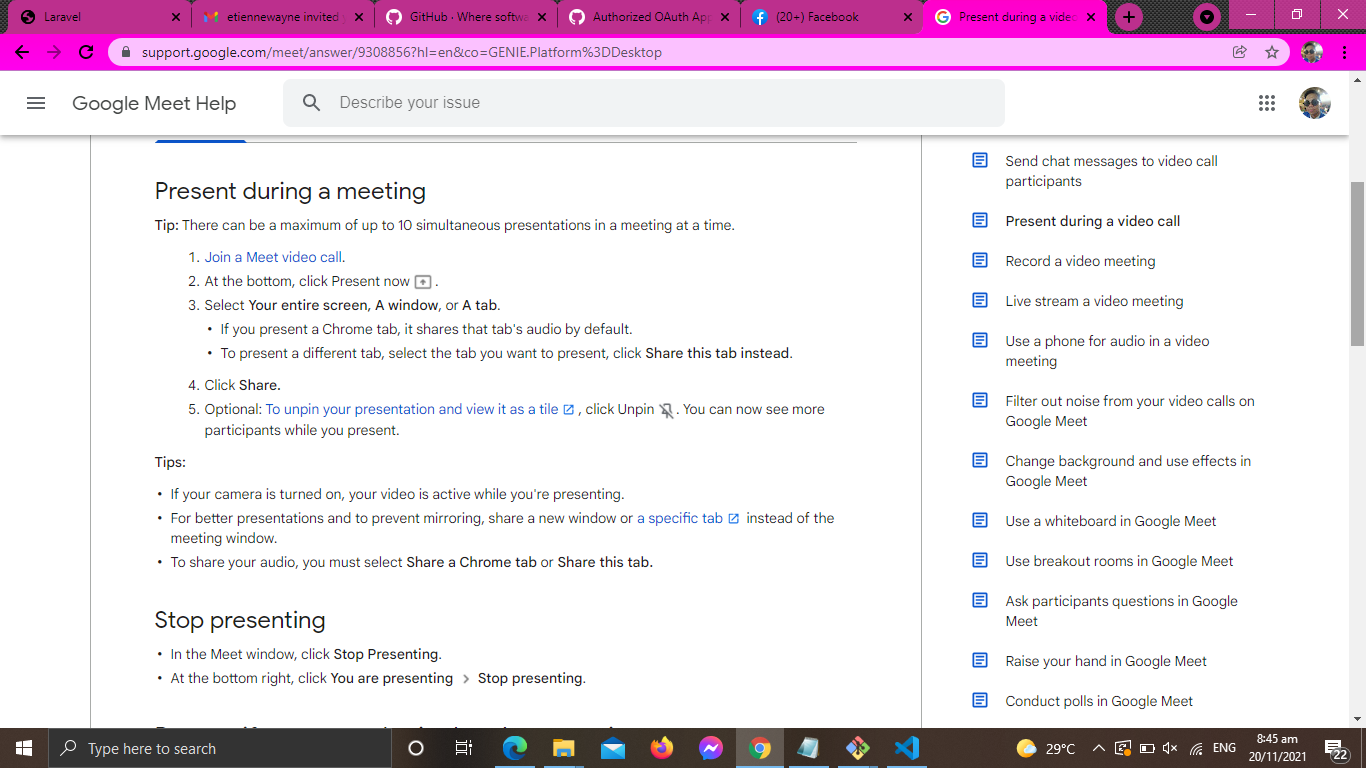 Laravel
etiennewayne invited y
GitHub · Where softwa
Authorized OAuth App
(20+) Facebook
Present during a video
support.google.com/meet/answer/9308856?hl=en&co=GENIE.Platform%3DDesktop
Google Meet Help
Describe your issue
Present during a meeting
Tip: There can be a maximum of up to 10 simultaneous presentations in a meeting at a time.
1. Join a Meet video call.
2. At the bottom, click Present now .
3. Select Your entire screen, A window, or A tab.
• If you present a Chrome tab, it shares that tab's audio by default.
• To present a different tab, select the tab you want to present, click Share this tab instead.
4. Click Share.
5. Optional: To unpin your presentation and view it as a tile , click Unpin . You can now see more
participants while you present.
Tips:
• If your camera is turned on, your video is active while you're presenting.
• For better presentations and to prevent mirroring, share a new window or a specific tab instead of the
meeting window.
• To share your audio, you must select Share a Chrome tab or Share this tab.
Stop presenting
• In the Meet window, click Stop Presenting.
• At the bottom right, click You are presenting > Stop presenting.
Send chat messages to video call
participants
Present during a video call
Record a video meeting
Live stream a video meeting
Use a phone for audio in a video
meeting
Filter out noise from your video calls on
Google Meet
Change background and use effects in
Google Meet
Use a whiteboard in Google Meet
Use breakout rooms in Google Meet
Ask participants questions in Google
Meet
Raise your hand in Google Meet
Conduct polls in Google Meet
Type here to search
29°C
ENG
8:45 am
20/11/2021
22